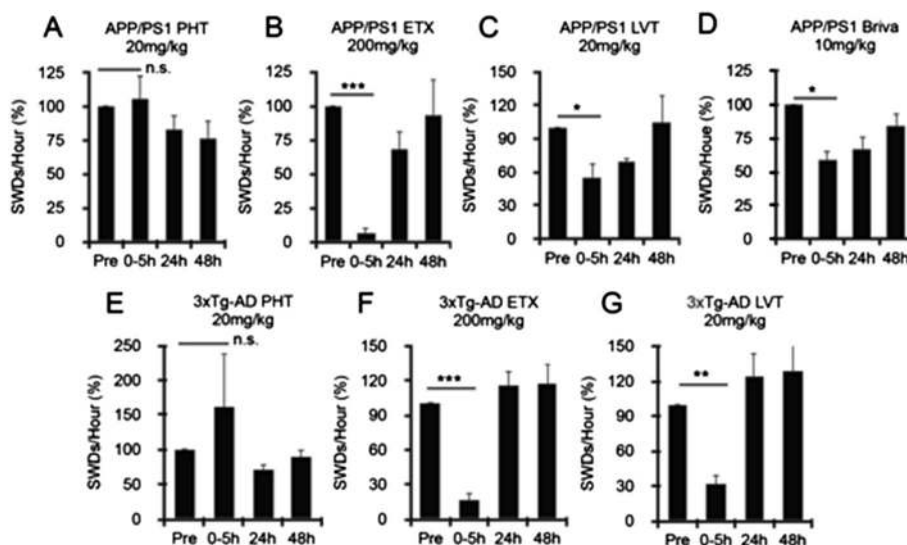 A
APP/PS1 PHT
20mg/kg
n.s.
SWDs/Hour (%)
125
100
75
50
25
0
Pre 0-5h 24h 48h
B
APP/PS1 ETX
200mg/kg
***
SWDs/Hour (%)
125
100
75
50
25
0
Pre 0-5h 24h 48h
C
APP/PS1 LVT
20mg/kg
*
SWDs/Hour (%)
150
120
90
60
30
0
Pre 0-5h 24h 48h
D
APP/PS1 Briva
10mg/kg
*
SWDs/Houe (%)
125
100
75
50
25
0
Pre 0-5h 24h 48h
E
3xTg-AD PHT
20mg/kg
n.s.
SWDs/Hour (%)
250
200
150
100
50
0
Pre 0-5h 24h 48h
F
3xTg-AD ETX
200mg/kg
***
SWDs/Hour (%)
150
120
90
60
30
0
Pre 0-5h 24h 48h
G
3xTg-AD LVT
20mg/kg
**
SWDs/Hour (%)
150
120
90
60
30
0
Pre 0-5h 24h 48h